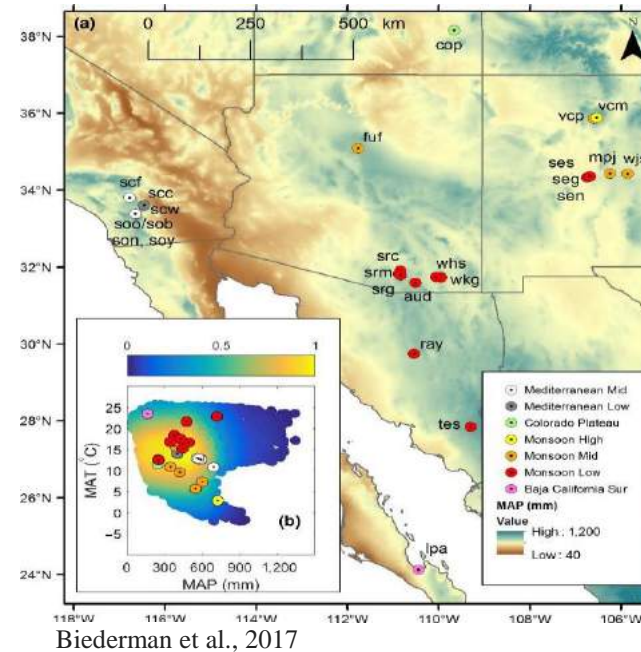 (a)
0 250 500 km
N
38°N
36°N
34°N
32°N
30°N
28°N
26°N
24°N
cop
vcm
vcp
fuf
mpj wjs
ses
seg
sen
scf
scc
scw
soo/sob
son, soy
src
srm
srg
aud
whs
wkg
ray
tes
lpa
0 0.5 1
25
20
15
10
5
0
-5
MAT (°C)
(b)
0 300 600 900 1,200
MAP (mm)
Mediterranean Mid
Mediterranean Low
Colorado Plateau
Monsoon High
Monsoon Mid
Monsoon Low
Baja California Sur
MAP (mm)
Value
High : 1,200
Low : 40
118°W 116°W 114°W 112°W 110°W 108°W 106°W
Biederman et al., 2017